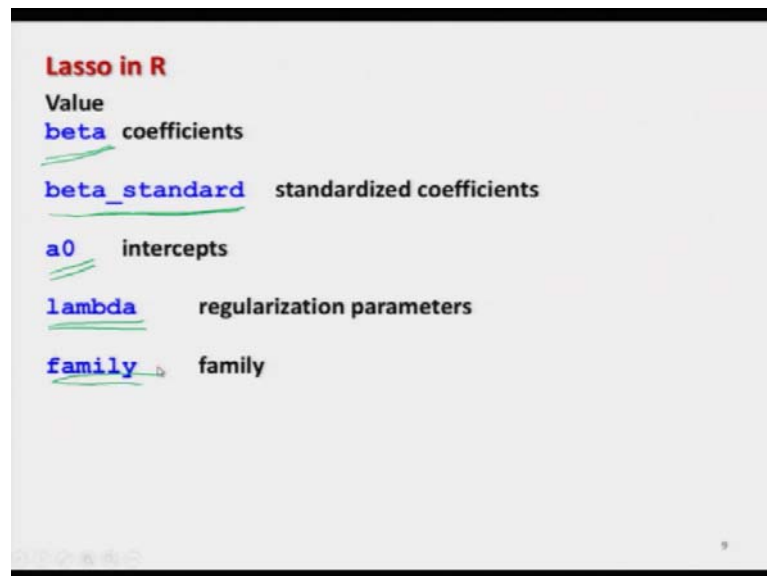 Lasso in R
Value
beta coefficients
beta_standard standardized coefficients
a0 intercepts
lambda regularization parameters
family family
9